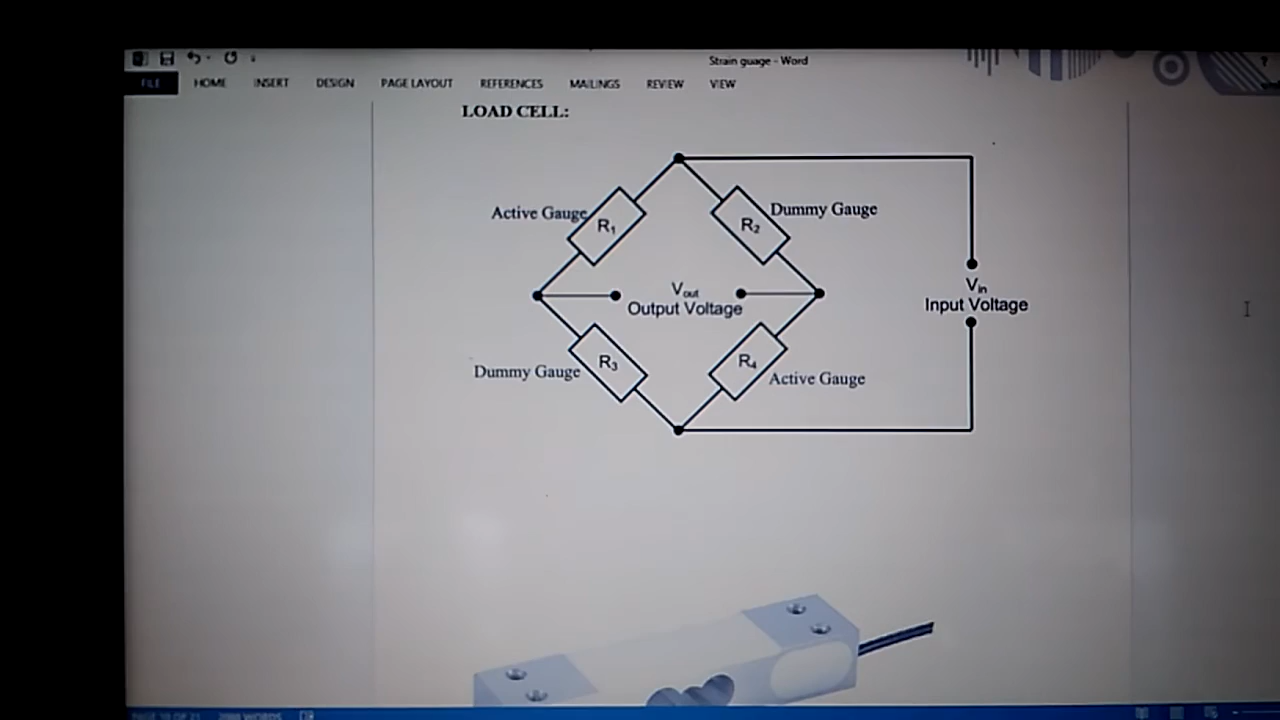 Strain guage - Word
FILE HOME INSERT DESIGN PAGE LAYOUT REFERENCES MAILINGS REVIEW VIEW
LOAD CELL:
Active Gauge
R₁
R₂
Dummy Gauge
Vout
Output Voltage
Vin
Input Voltage
Dummy Gauge
R₃
R₄
Active Gauge
WORDS